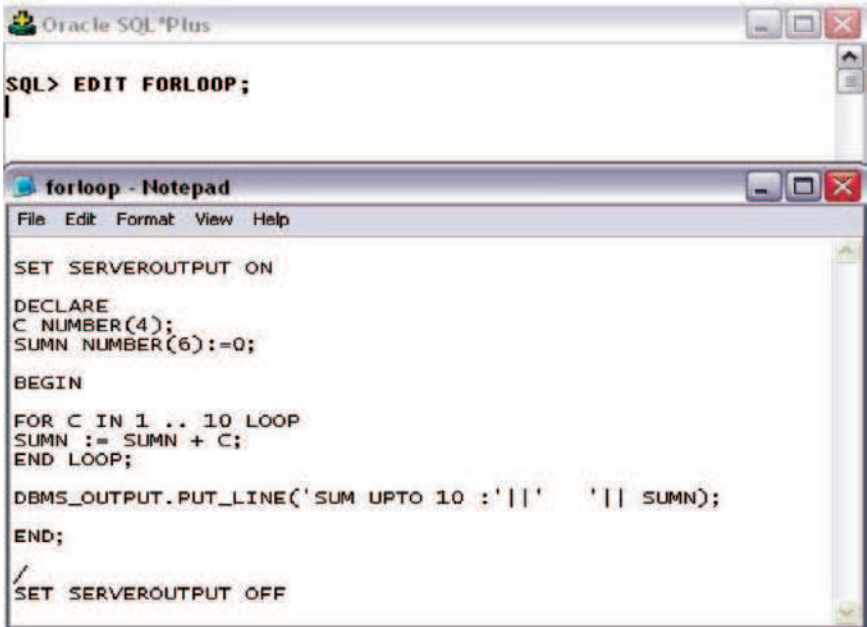 Oracle SQL*Plus
SQL> EDIT FORLOOP;
forloop - Notepad
File Edit Format View Help
SET SERVEROUTPUT ON
DECLARE
C NUMBER(4);
SUMN NUMBER(6):=0;
BEGIN
FOR C IN 1 .. 10 LOOP
SUMN := SUMN + C;
END LOOP;
DBMS_OUTPUT.PUT_LINE('SUM UPTO 10 :'||'   '|| SUMN);
END;
/
SET SERVEROUTPUT OFF